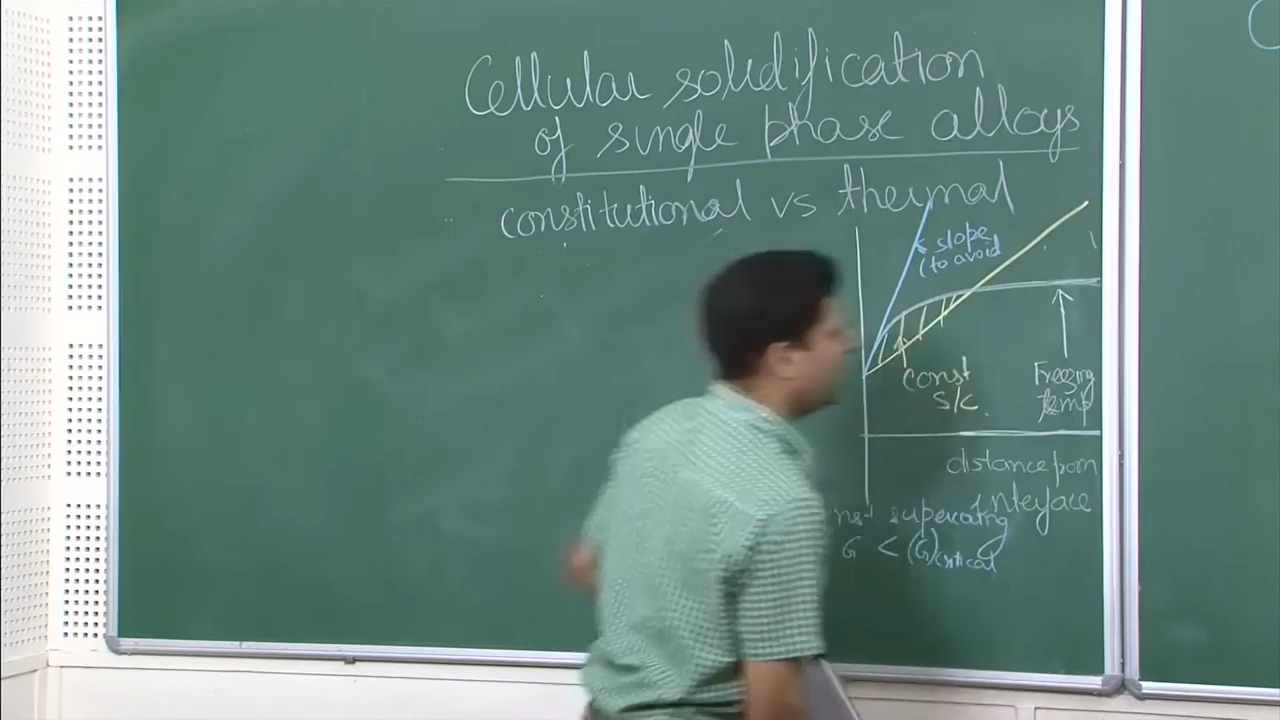 Cellular solidification
of single phase alloys
constitutional vs thermal
slope
(to avoid
const
s/c.
Freezing
temp
distance from
interface
G < (G)critical